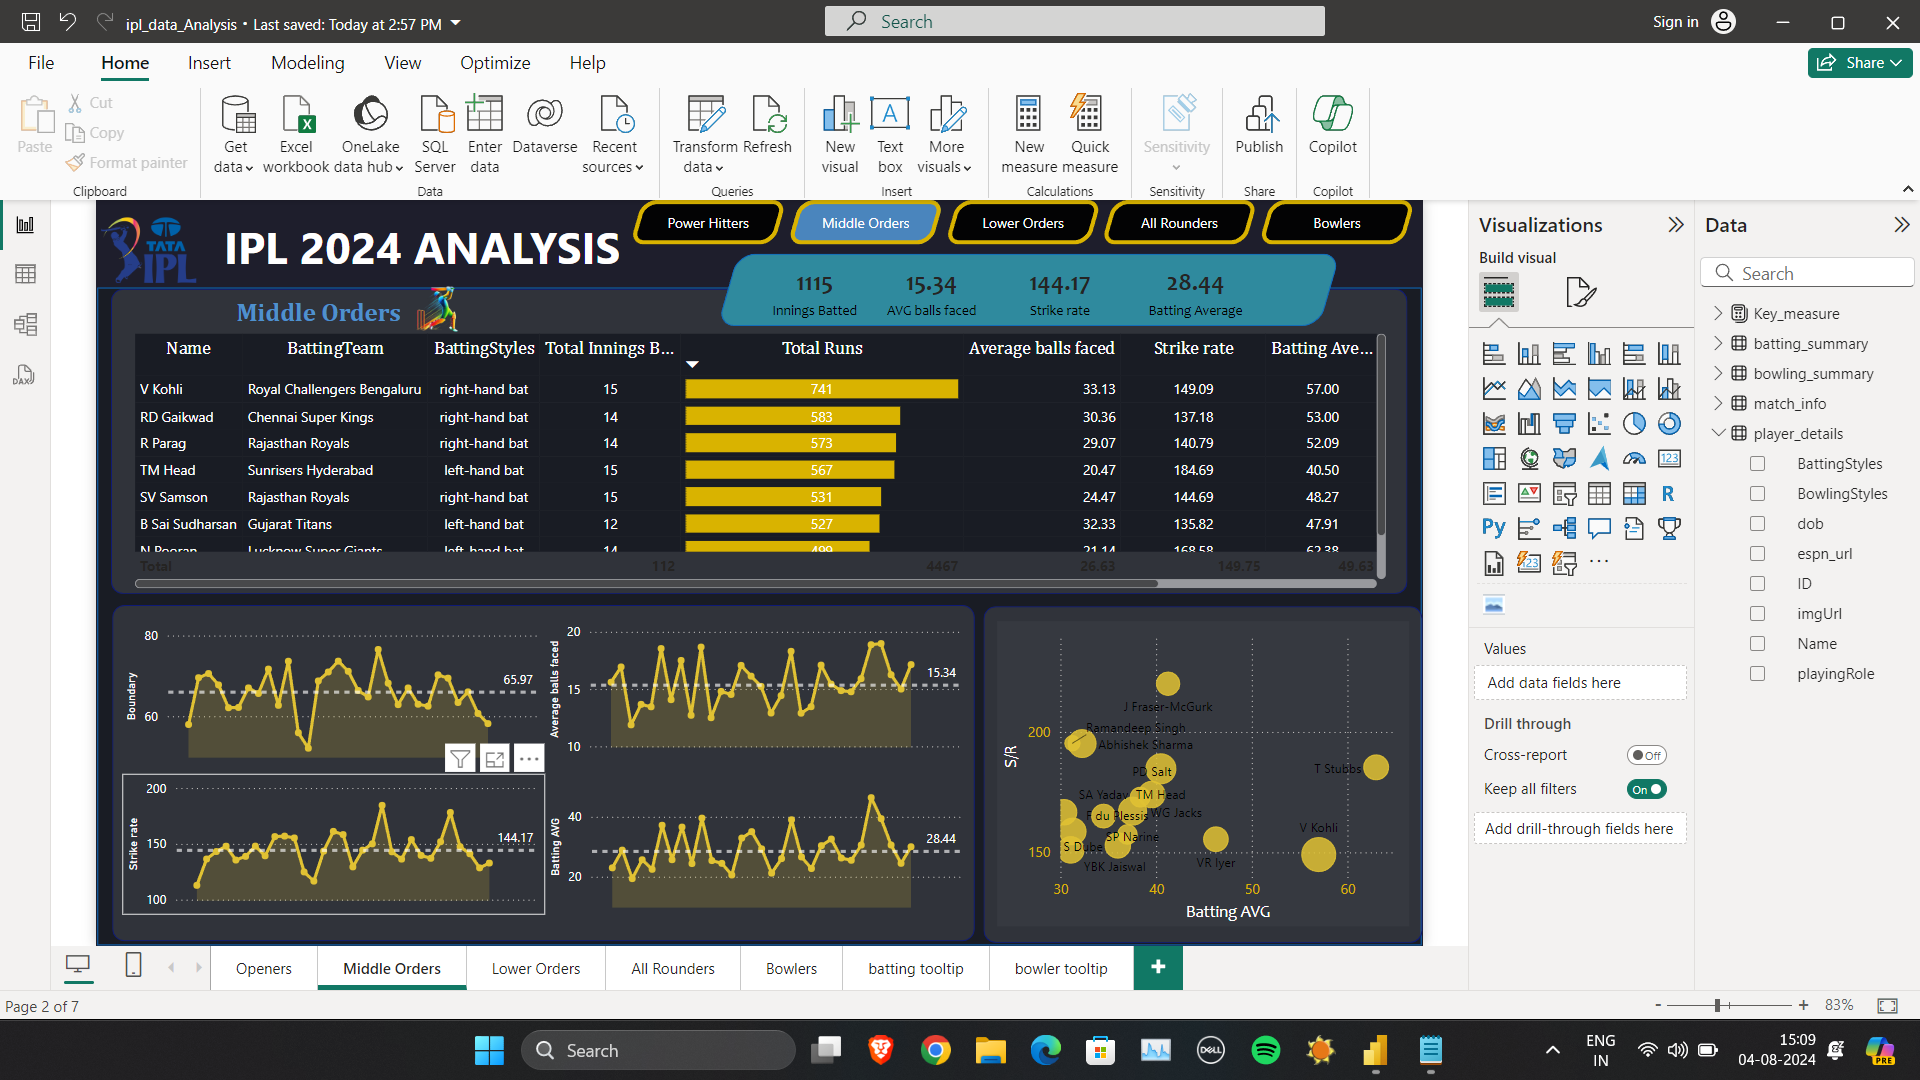 ipl_data_Analysis • Last saved: Today at 2:57 PM
Search
Sign in
File Home Insert Modeling View Optimize Help
Share
Paste
Cut
Copy
Format painter
Clipboard
Get data
Excel workbook
OneLake data hub
SQL Server
Enter data
Dataverse
Recent sources
Data
Transform data
Refresh
Queries
New visual
Text box
More visuals
Insert
New measure
Quick measure
Calculations
Sensitivity
Sensitivity
Publish
Share
Copilot
Copilot
TATA
IPL
IPL 2024 ANALYSIS
Power Hitters Middle Orders Lower Orders All Rounders Bowlers
1115 15.34 144.17 28.44
Innings Batted AVG balls faced Strike rate Batting Average
Middle Orders
Name BattingTeam BattingStyles Total Innings B... Total Runs Average balls faced Strike rate Batting Ave...
V Kohli Royal Challengers Bengaluru right-hand bat 15 741 33.13 149.09 57.00
RD Gaikwad Chennai Super Kings right-hand bat 14 583 30.36 137.18 53.00
R Parag Rajasthan Royals right-hand bat 14 573 29.07 140.79 52.09
TM Head Sunrisers Hyderabad left-hand bat 15 567 20.47 184.69 40.50
SV Samson Rajasthan Royals right-hand bat 15 531 24.47 144.69 48.27
B Sai Sudharsan Gujarat Titans left-hand bat 12 527 32.33 135.82 47.91
N Pooran Lucknow Super Giants left-hand bat 14 499 21.14 168.58 62.38
Total 112 4467 26.63 149.75 49.63
Boundary
80
60
65.97
Average balls faced
20
15
10
15.34
Strike rate
200
150
100
144.17
Batting AVG
40
20
28.44
S/R
200
150
J Fraser-McGurk
Ramandeep Singh
Abhishek Sharma
PD Salt
T Stubbs
SA Yadav
TM Head
F du Plessis
WG Jacks
V Kohli
SP Narine
S Dube
VR Iyer
YBK Jaiswal
30 40 50 60
Batting AVG
Visualizations
Build visual
Py
R
123
Values
Add data fields here
Drill through
Cross-report Off
Keep all filters On
Add drill-through fields here
Data
Search
Key_measure
batting_summary
bowling_summary
match_info
player_details
BattingStyles
BowlingStyles
dob
espn_url
ID
imgUrl
Name
playingRole
Openers Middle Orders Lower Orders All Rounders Bowlers batting tooltip bowler tooltip +
Page 2 of 7
- + 83%
Search
DELL
ENG
IN
15:09
04-08-2024
PRE